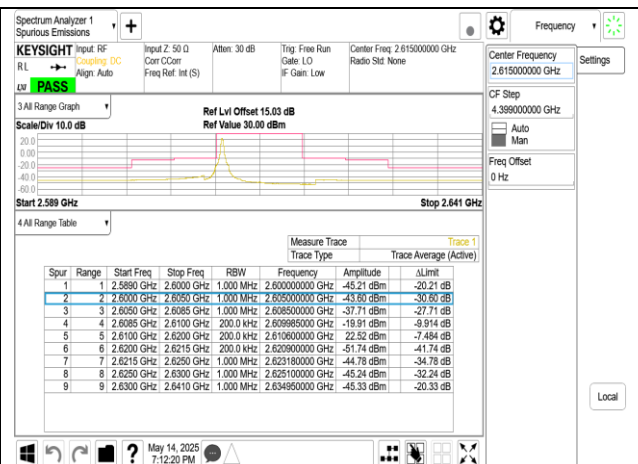 Spectrum Analyzer 1
Spurious Emissions
Frequency
KEYSIGHT Input: RF Input Z: 50 Ω Atten: 30 dB Trig: Free Run Center Freq: 2.615000000 GHz
RL Coupling: DC Corr CCorr Gate: LO Radio Std: None
Align: Auto Freq Ref: Int (S) IF Gain: Low
LXI PASS
Center Frequency
2.615000000 GHz
Settings
CF Step
4.399000000 GHz
Auto
Man
Freq Offset
0 Hz
3 All Range Graph
Ref Lvl Offset 15.03 dB
Scale/Div 10.0 dB Ref Value 30.00 dBm
20.0
0.00
-20.0
-40.0
-60.0
Start 2.589 GHz Stop 2.641 GHz
4 All Range Table
Measure Trace Trace 1
Trace Type Trace Average (Active)
Spur Range Start Freq Stop Freq RBW Frequency Amplitude ΔLimit
1 1 2.5890 GHz 2.6000 GHz 1.000 MHz 2.600000000 GHz -45.21 dBm -20.21 dB
2 2 2.6000 GHz 2.6050 GHz 1.000 MHz 2.605000000 GHz -43.60 dBm -30.60 dB
3 3 2.6050 GHz 2.6085 GHz 1.000 MHz 2.608500000 GHz -37.71 dBm -27.71 dB
4 4 2.6085 GHz 2.6100 GHz 200.0 kHz 2.609985000 GHz -19.91 dBm -9.914 dB
5 5 2.6100 GHz 2.6200 GHz 200.0 kHz 2.610600000 GHz 22.52 dBm -7.484 dB
6 6 2.6200 GHz 2.6215 GHz 200.0 kHz 2.620900000 GHz -51.74 dBm -41.74 dB
7 7 2.6215 GHz 2.6250 GHz 1.000 MHz 2.623180000 GHz -44.78 dBm -34.78 dB
8 8 2.6250 GHz 2.6300 GHz 1.000 MHz 2.625100000 GHz -45.24 dBm -32.24 dB
9 9 2.6300 GHz 2.6410 GHz 1.000 MHz 2.634950000 GHz -45.33 dBm -20.33 dB
Local
May 14, 2025
7:12:20 PM